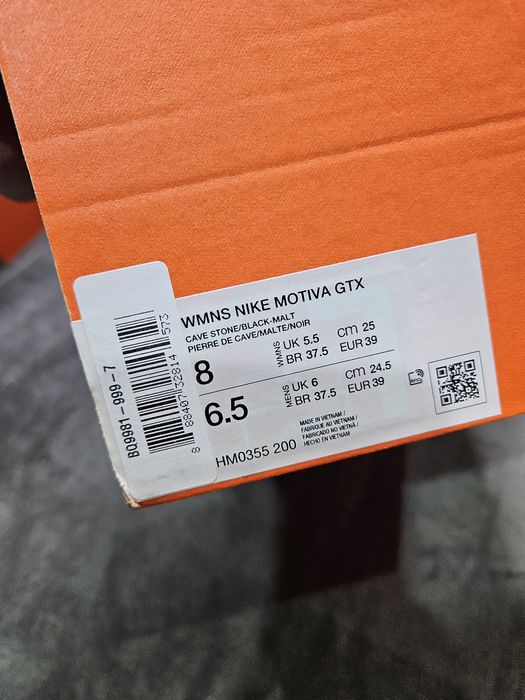 WMNS NIKE MOTIVA GTX
CAVE STONE/BLACK-MALT
PIERRE DE CAVE/MALTE/NOIR
8
WMNS
UK 5.5 cm 25
BR 37.5 EUR 39
6.5
MENS
UK 6 cm 24.5
BR 37.5 EUR 39
HM0355 200
MADE IN VIETNAM /
FABRIQUÉ AU VIETNAM /
FABRICADO NO VIETNÃ /
HECHO EN VIETNAM
BQ9981 - 999 - 7
8 88407 32814 573